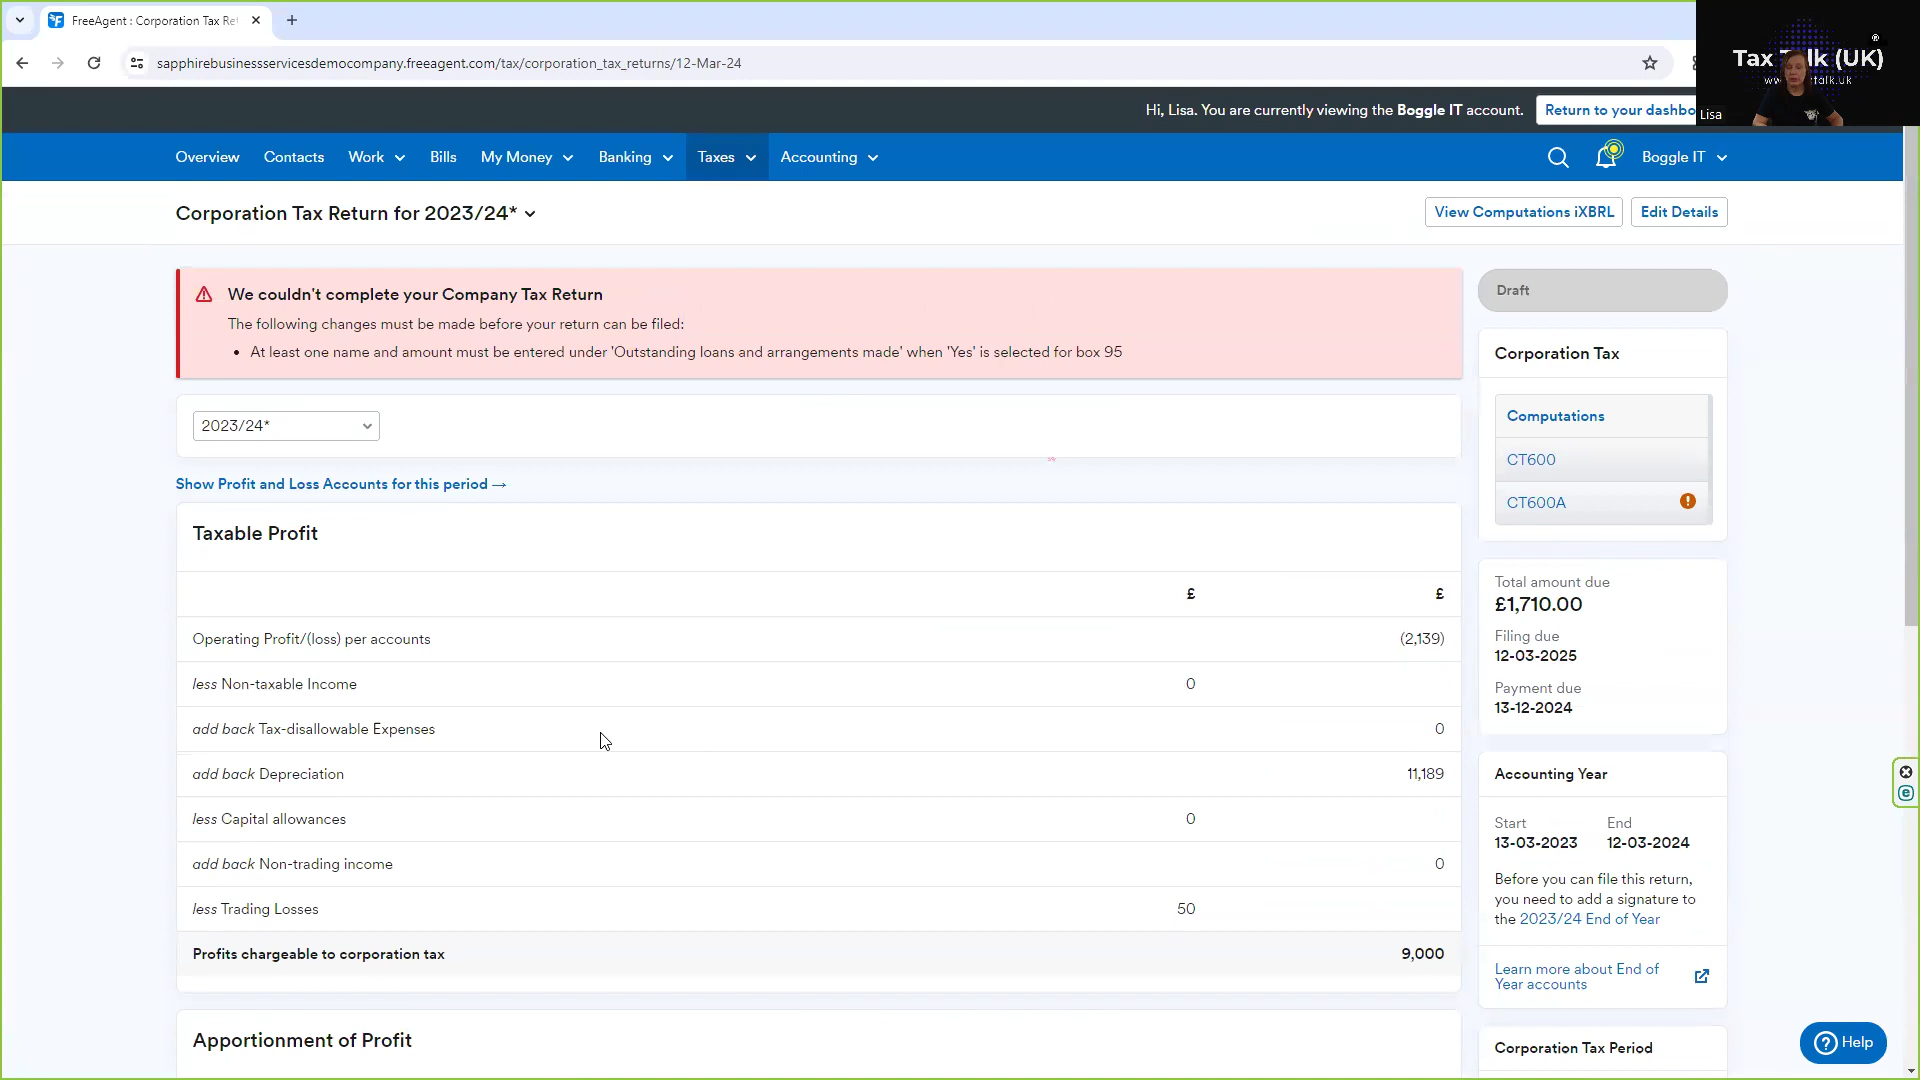 FreeAgent : Corporation Tax Re
sapphirebusinessservicesdemocompany.freeagent.com/tax/corporation_tax_returns/12-Mar-24
Tax Talk (UK)
Lisa
Hi, Lisa. You are currently viewing the Boggle IT account.
Return to your dashbo
Overview
Contacts
Work
Bills
My Money
Banking
Taxes
Accounting
Boggle IT
Corporation Tax Return for 2023/24*
View Computations iXBRL
Edit Details
We couldn't complete your Company Tax Return
The following changes must be made before your return can be filed:
• At least one name and amount must be entered under 'Outstanding loans and arrangements made' when 'Yes' is selected for box 95
2023/24*
Show Profit and Loss Accounts for this period →
Taxable Profit
£ £
Operating Profit/(loss) per accounts (2,139)
less Non-taxable Income 0
add back Tax-disallowable Expenses 0
add back Depreciation 11,189
less Capital allowances 0
add back Non-trading income 0
less Trading Losses 50
Profits chargeable to corporation tax 9,000
Apportionment of Profit
Draft
Corporation Tax
Computations
CT600
CT600A
Total amount due
£1,710.00
Filing due
12-03-2025
Payment due
13-12-2024
Accounting Year
Start End
13-03-2023 12-03-2024
Before you can file this return,
you need to add a signature to
the 2023/24 End of Year
Learn more about End of
Year accounts
Corporation Tax Period
Help